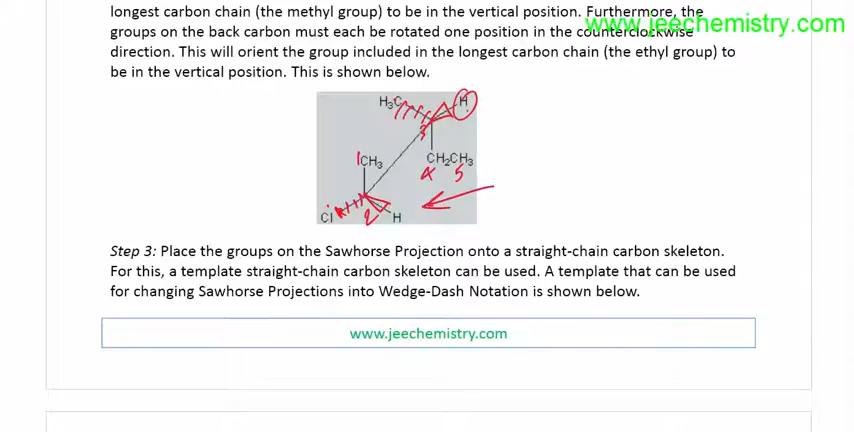 longest carbon chain (the methyl group) to be in the vertical position. Furthermore, the
www.jeechemistry.com
groups on the back carbon must each be rotated one position in the counterclockwise
direction. This will orient the group included in the longest carbon chain (the ethyl group) to
be in the vertical position. This is shown below.
H₃C H
3
1 CH₃ CH₂CH₃
4 5
Cl 2 H
Step 3: Place the groups on the Sawhorse Projection onto a straight-chain carbon skeleton.
For this, a template straight-chain carbon skeleton can be used. A template that can be used
for changing Sawhorse Projections into Wedge-Dash Notation is shown below.
www.jeechemistry.com